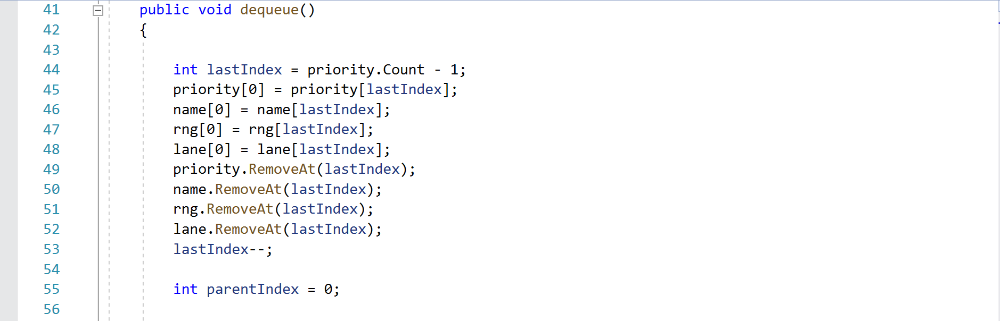 41 public void dequeue()
42 {
43
44 int lastIndex = priority.Count - 1;
45 priority[0] = priority[lastIndex];
46 name[0] = name[lastIndex];
47 rng[0] = rng[lastIndex];
48 lane[0] = lane[lastIndex];
49 priority.RemoveAt(lastIndex);
50 name.RemoveAt(lastIndex);
51 rng.RemoveAt(lastIndex);
52 lane.RemoveAt(lastIndex);
53 lastIndex--;
54
55 int parentIndex = 0;
56